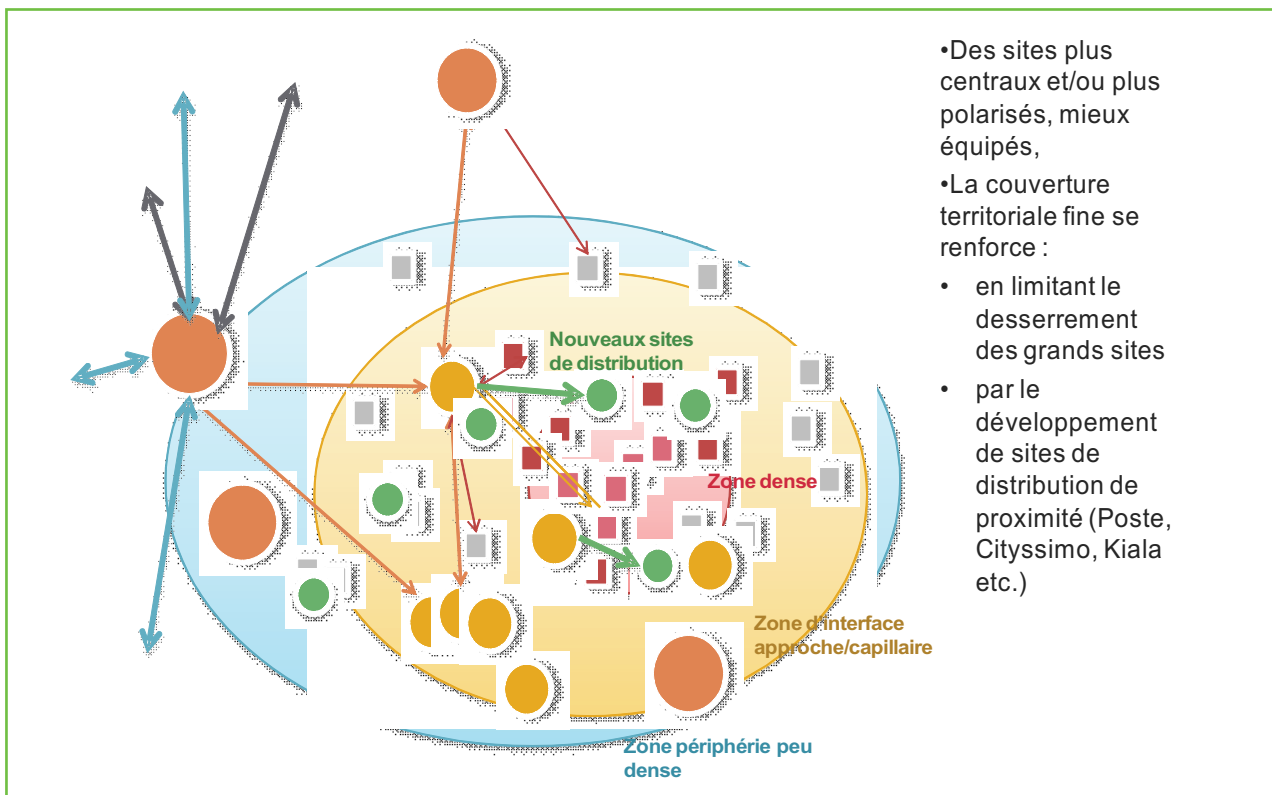 •Des sites plus
centraux et/ou plus
polarisés, mieux
équipés,
•La couverture
territoriale fine se
renforce :
• en limitant le
desserrement
des grands sites
• par le
développement
de sites de
distribution de
proximité (Poste,
Cityssimo, Kiala
etc.)
Nouveaux sites
de distribution
Zone dense
Zone d'interface
approche/capillaire
Zone périphérie peu
dense